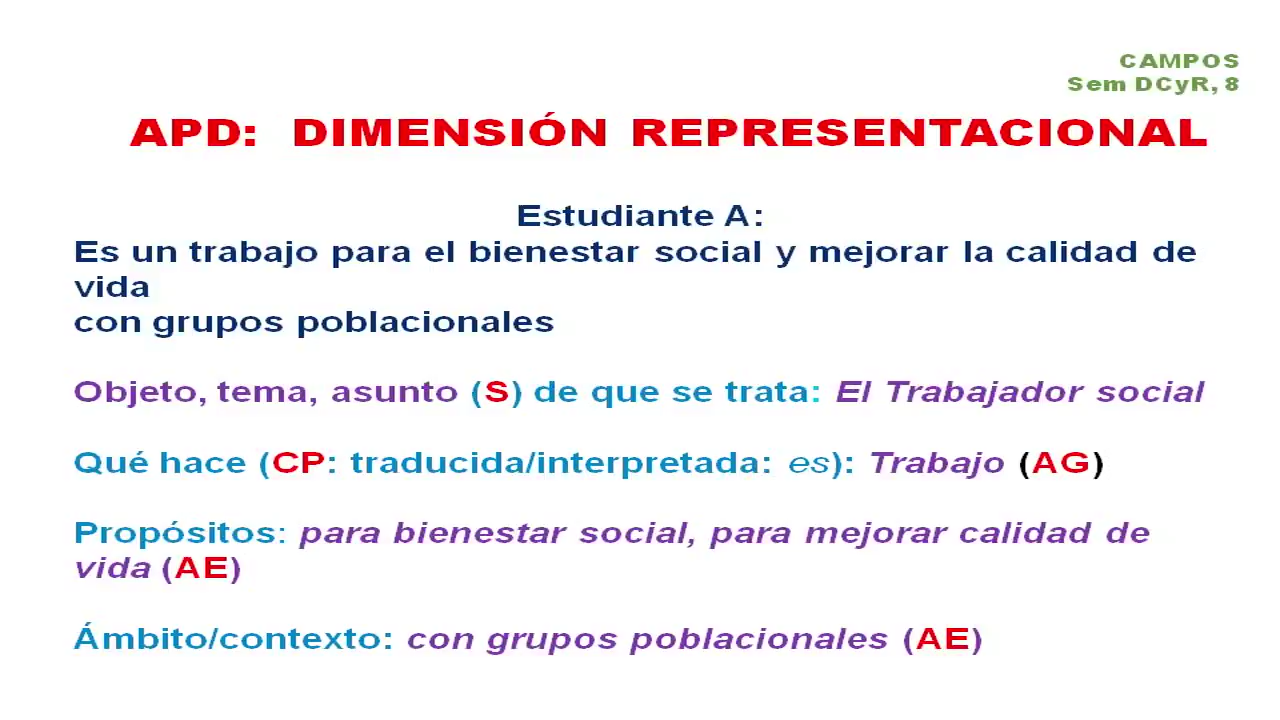 CAMPOS
Sem DCyR, 8
APD: DIMENSIÓN REPRESENTACIONAL
Estudiante A:
Es un trabajo para el bienestar social y mejorar la calidad de
vida
con grupos poblacionales
Objeto, tema, asunto (S) de que se trata: El Trabajador social
Qué hace (CP: traducida/interpretada: es): Trabajo (AG)
Propósitos: para bienestar social, para mejorar calidad de
vida (AE)
Ámbito/contexto: con grupos poblacionales (AE)